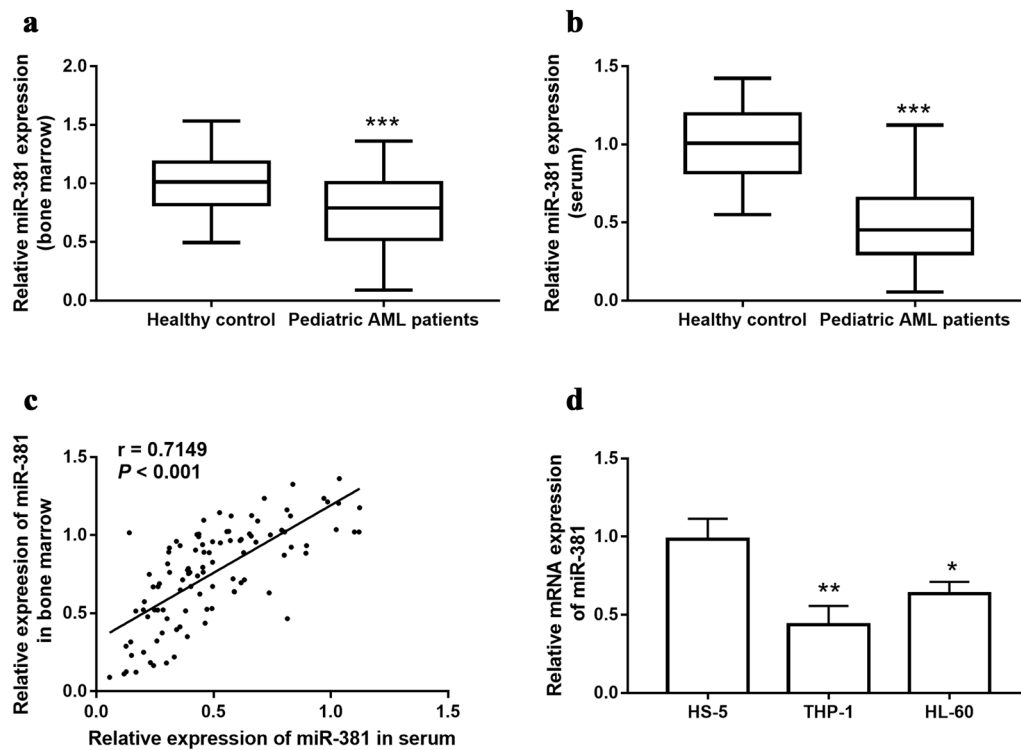 a
Relative miR-381 expression
(bone marrow)
2.0
1.5
1.0
0.5
0.0
***
Healthy control
Pediatric AML patients
b
Relative miR-381 expression
(serum)
1.5
1.0
0.5
0.0
***
Healthy control
Pediatric AML patients
c
r = 0.7149
P < 0.001
Relative expression of miR-381
in bone marrow
1.5
1.0
0.5
0.0
0.0
0.5
1.0
1.5
Relative expression of miR-381 in serum
d
Relative mRNA expression
of miR-381
1.5
1.0
0.5
0.0
**
*
HS-5
THP-1
HL-60